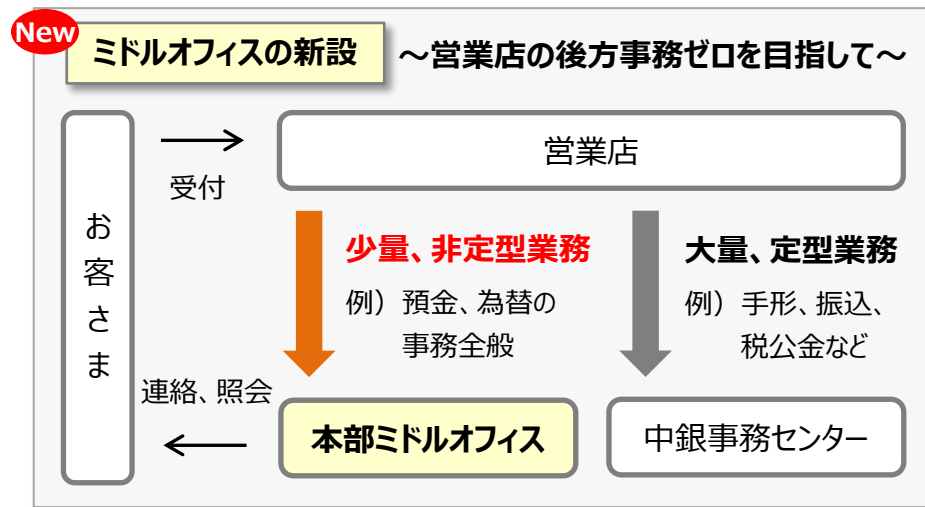 New
ミドルオフィスの新設
～営業店の後方事務ゼロを目指して～
お客さま
受付
営業店
少量、非定型業務
例）預金、為替の
事務全般
大量、定型業務
例）手形、振込、
税公金など
連絡、照会
本部ミドルオフィス
中銀事務センター